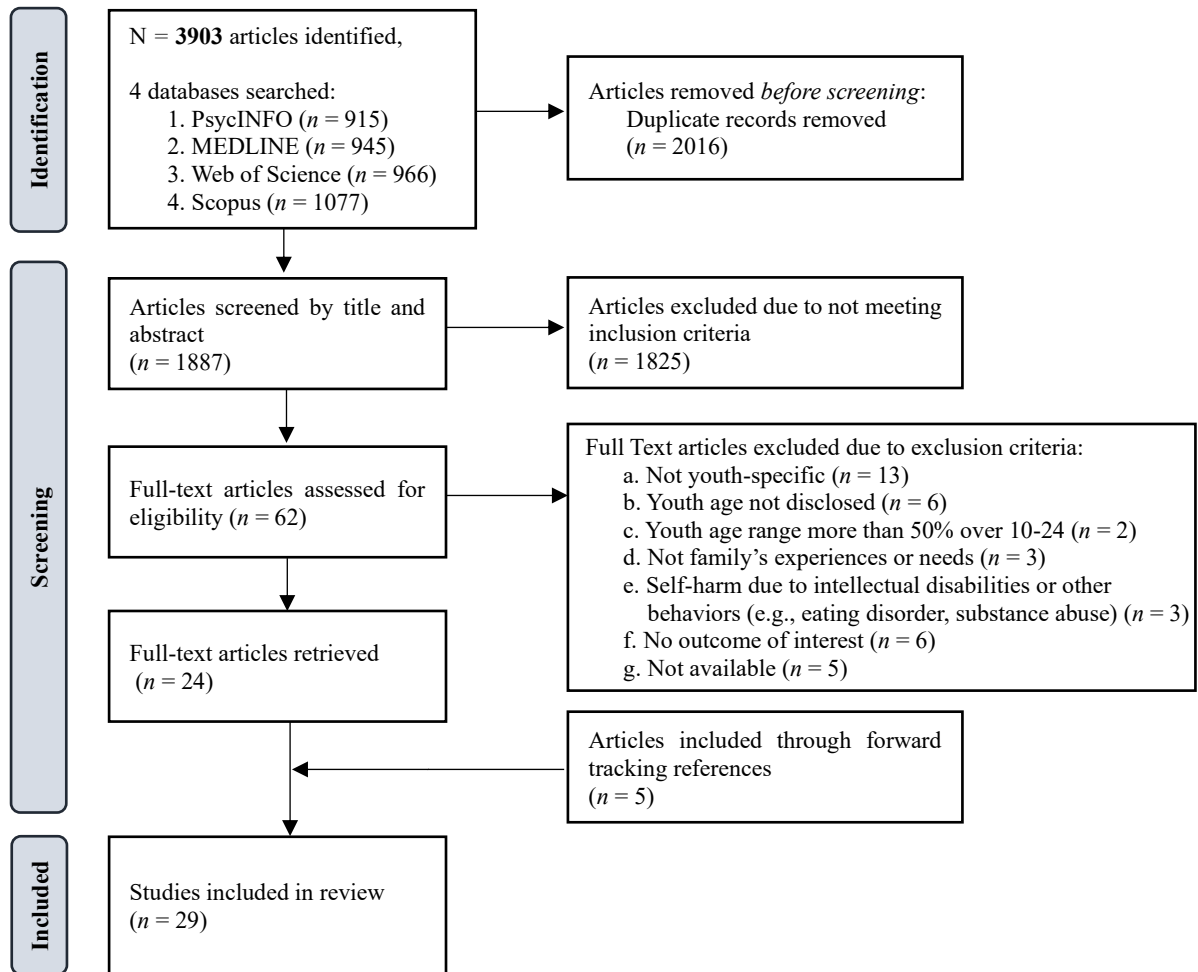 Identification
N = 3903 articles identified,
4 databases searched:
1. PsycINFO (n = 915)
2. MEDLINE (n = 945)
3. Web of Science (n = 966)
4. Scopus (n = 1077)
Articles removed before screening:
Duplicate records removed
(n = 2016)
Screening
Articles screened by title and
abstract
(n = 1887)
Articles excluded due to not meeting
inclusion criteria
(n = 1825)
Full-text articles assessed for
eligibility (n = 62)
Full Text articles excluded due to exclusion criteria:
a. Not youth-specific (n = 13)
b. Youth age not disclosed (n = 6)
c. Youth age range more than 50% over 10-24 (n = 2)
d. Not family's experiences or needs (n = 3)
e. Self-harm due to intellectual disabilities or other
behaviors (e.g., eating disorder, substance abuse) (n = 3)
f. No outcome of interest (n = 6)
g. Not available (n = 5)
Full-text articles retrieved
(n = 24)
Articles included through forward
tracking references
(n = 5)
Included
Studies included in review
(n = 29)